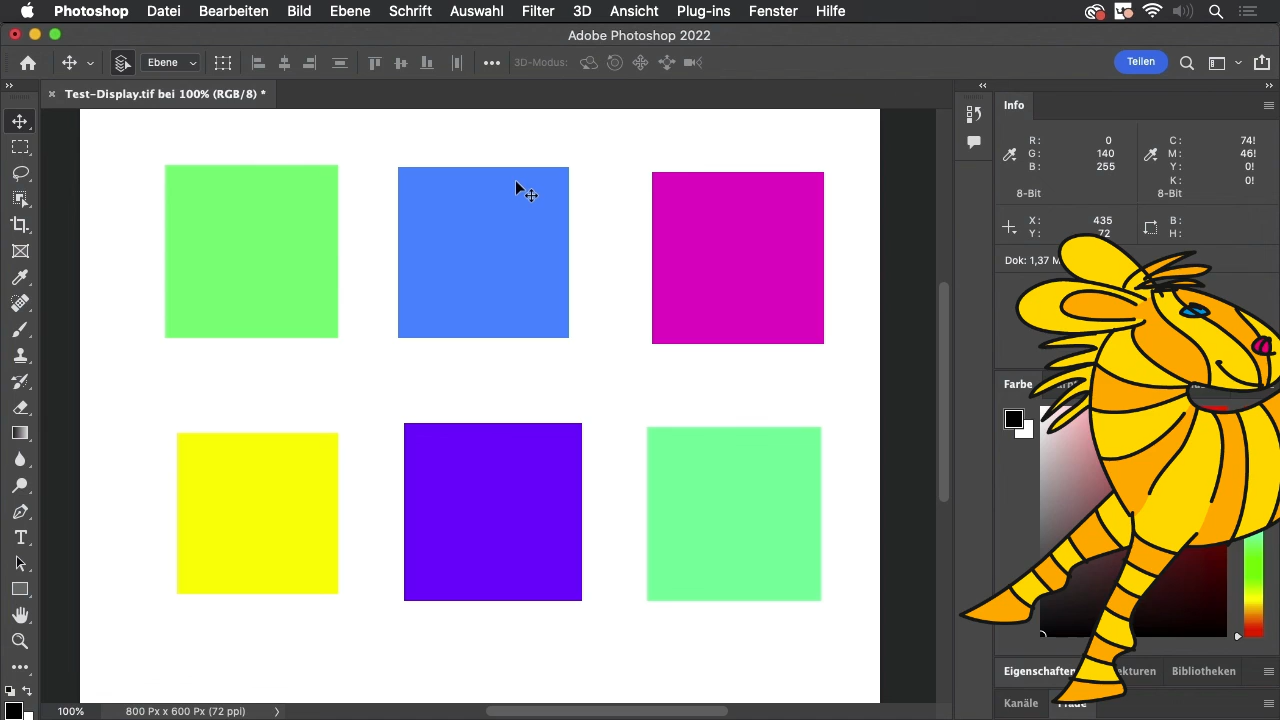 Photoshop Datei Bearbeiten Bild Ebene Schrift Auswahl Filter 3D Ansicht Plug-ins Fenster Hilfe
Adobe Photoshop 2022
Ebene 3D-Modus: Teilen
Test-Display.tif bei 100% (RGB/8) *
Info
R: 0 C: 74!
G: 140 M: 46!
B: 255 Y: 0!
K: 0!
8-Bit 8-Bit
X: 435 B:
Y: 72 H:
Dok: 1,37 M
Farbe
Eigenschaften
Bibliotheken
Kanäle Pfade
100% 800 Px x 600 Px (72 ppi)